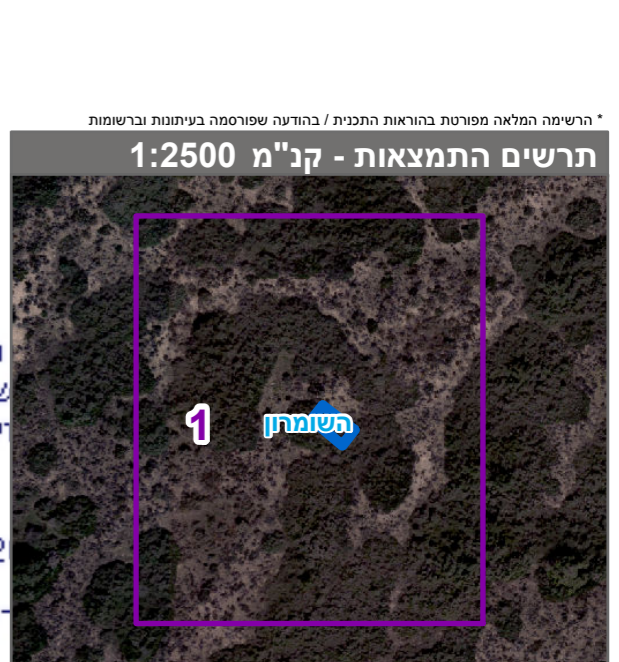 * הרשימה המלאה מפורטת בהוראות התכנית / בהודעה שפורסמה בעיתונות וברשומות
תרשים התמצאות - קנ"מ 1:2500
1
השומרון